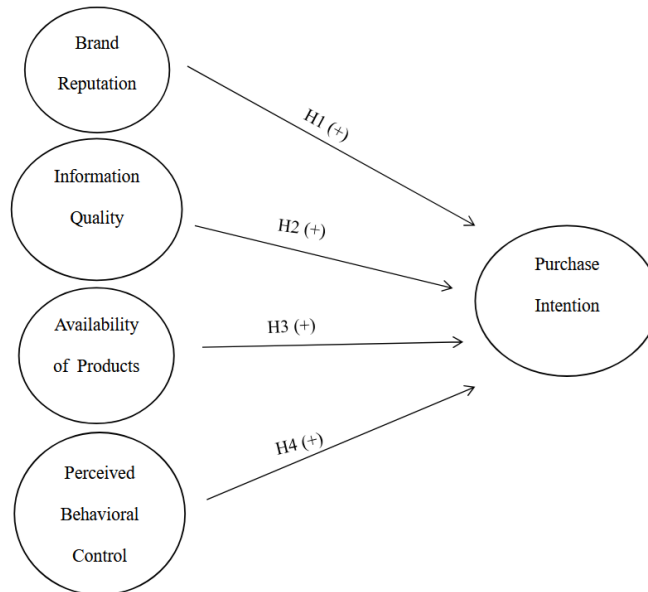 Brand
Reputation
H1 (+)
Information
Quality
H2 (+)
Purchase
Intention
Availability
of Products
H3 (+)
Perceived
Behavioral
Control
H4 (+)